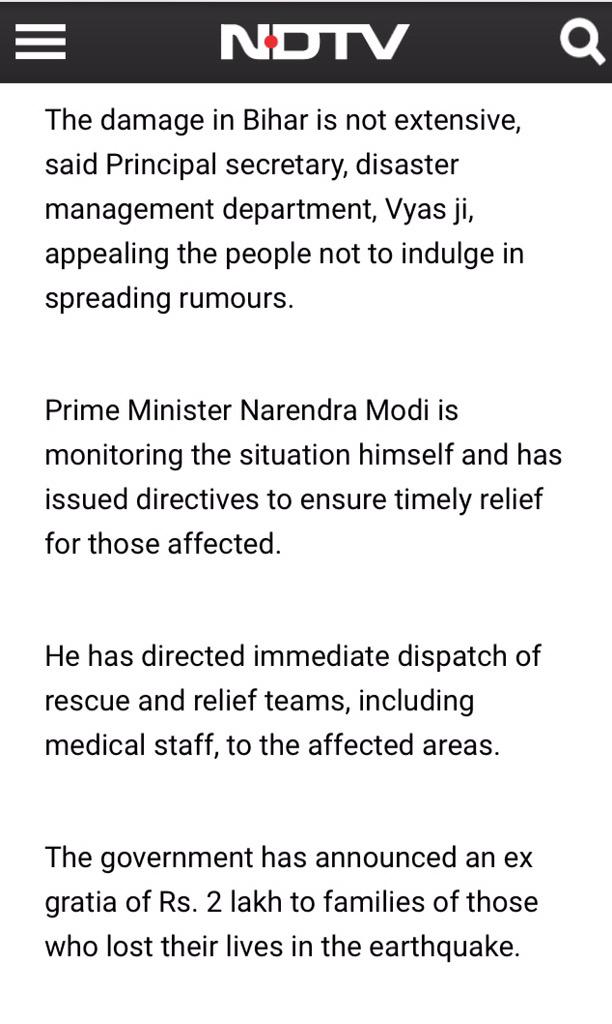 NDTV
The damage in Bihar is not extensive,
said Principal secretary, disaster
management department, Vyas ji,
appealing the people not to indulge in
spreading rumours.
Prime Minister Narendra Modi is
monitoring the situation himself and has
issued directives to ensure timely relief
for those affected.
He has directed immediate dispatch of
rescue and relief teams, including
medical staff, to the affected areas.
The government has announced an ex
gratia of Rs. 2 lakh to families of those
who lost their lives in the earthquake.